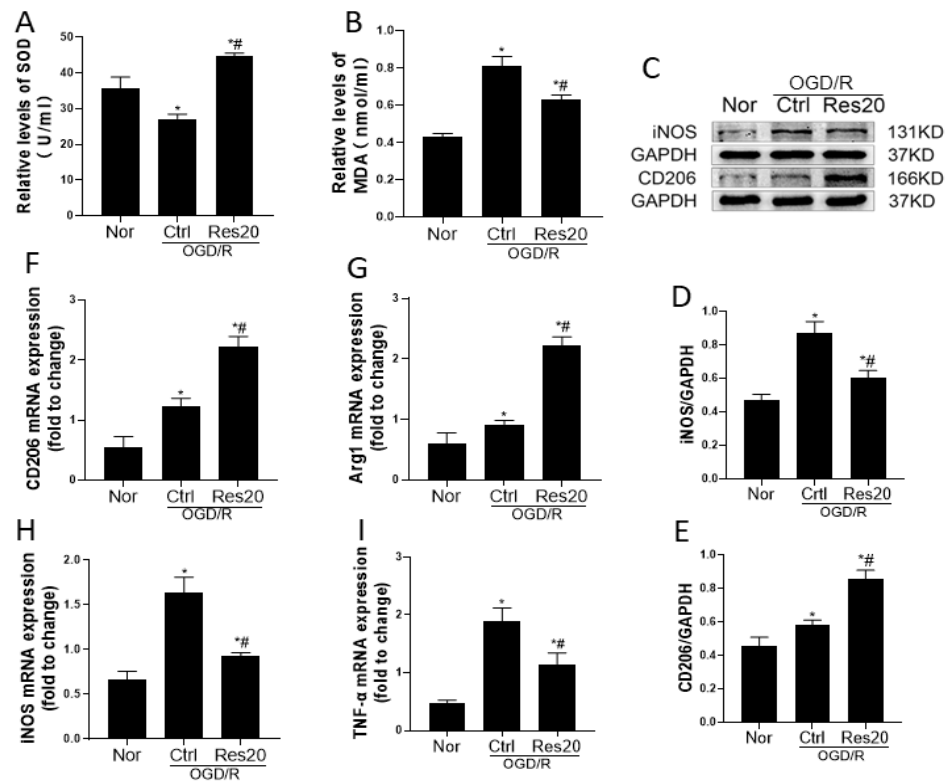 A
Relative levels of SOD
( U/ml )
50
40
30
20
10
0
*
*#
Nor Ctrl Res20
OGD/R
B
Relative levels of
MDA ( nmol/ml )
1.0
0.8
0.6
0.4
0.2
0.0
*
*#
Nor Ctrl Res20
OGD/R
C
OGD/R
Nor Ctrl Res20
iNOS 131KD
GAPDH 37KD
CD206 166KD
GAPDH 37KD
F
CD206 mRNA expression
(fold to change)
3
2
1
0
*
*#
Nor Ctrl Res20
OGD/R
G
Arg1 mRNA expression
(fold to change)
3
2
1
0
*
*#
Nor Ctrl Res20
OGD/R
D
iNOS/GAPDH
1.0
0.8
0.6
0.4
0.2
0.0
*
*#
Nor Crtl Res20
OGD/R
H
iNOS mRNA expression
(fold to change)
2.0
1.5
1.0
0.5
0.0
*
*#
Nor Ctrl Res20
OGD/R
I
TNF-α mRNA expression
(fold to change)
3
2
1
0
*
*#
Nor Ctrl Res20
OGD/R
E
CD206/GAPDH
1.0
0.8
0.6
0.4
0.2
0.0
*
*#
Nor Ctrl Res20
OGD/R